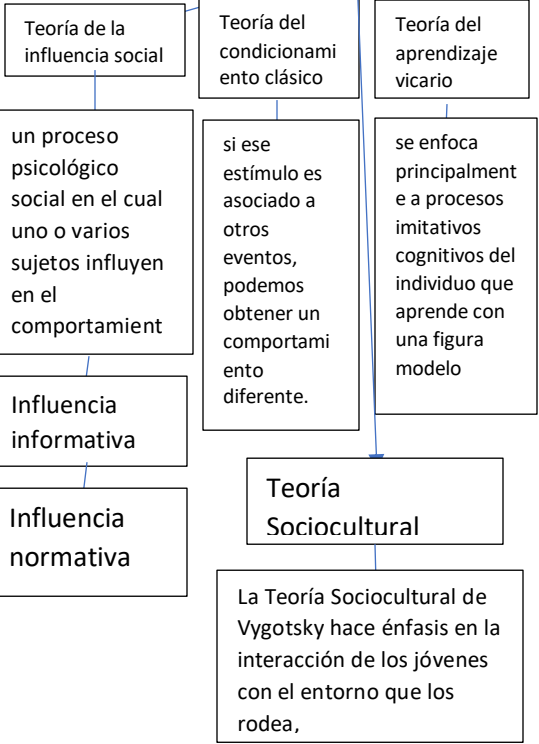 Teoría de la
influencia social
un proceso
psicológico
social en el cual
uno o varios
sujetos influyen
en el
comportamient
Influencia
informativa
Influencia
normativa
Teoría del
condicionami
ento clásico
si ese
estímulo es
asociado a
otros
eventos,
podemos
obtener un
comportami
ento
diferente.
Teoría del
aprendizaje
vicario
se enfoca
principalment
e a procesos
imitativos
cognitivos del
individuo que
aprende con
una figura
modelo
Teoría
Sociocultural
La Teoría Sociocultural de
Vygotsky hace énfasis en la
interacción de los jóvenes
con el entorno que los
rodea,